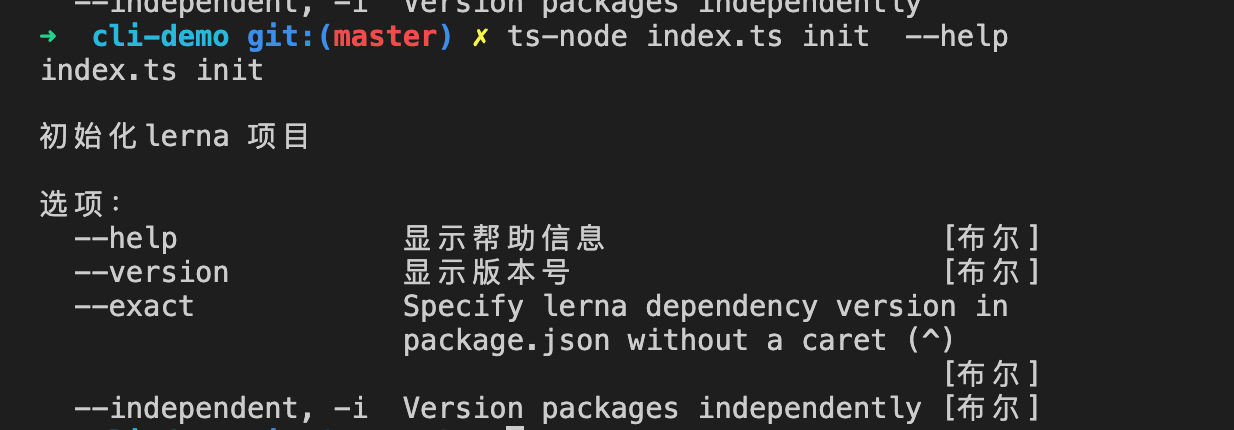 --independent, -i  Version packages independently
➜  cli-demo git:(master) ✗ ts-node index.ts init  --help
index.ts init
初始化lerna 项目
选项：
--help             显示帮助信息                    [布尔]
--version          显示版本号                      [布尔]
--exact            Specify lerna dependency version in
package.json without a caret (^)
[布尔]
--independent, -i  Version packages independently [布尔]